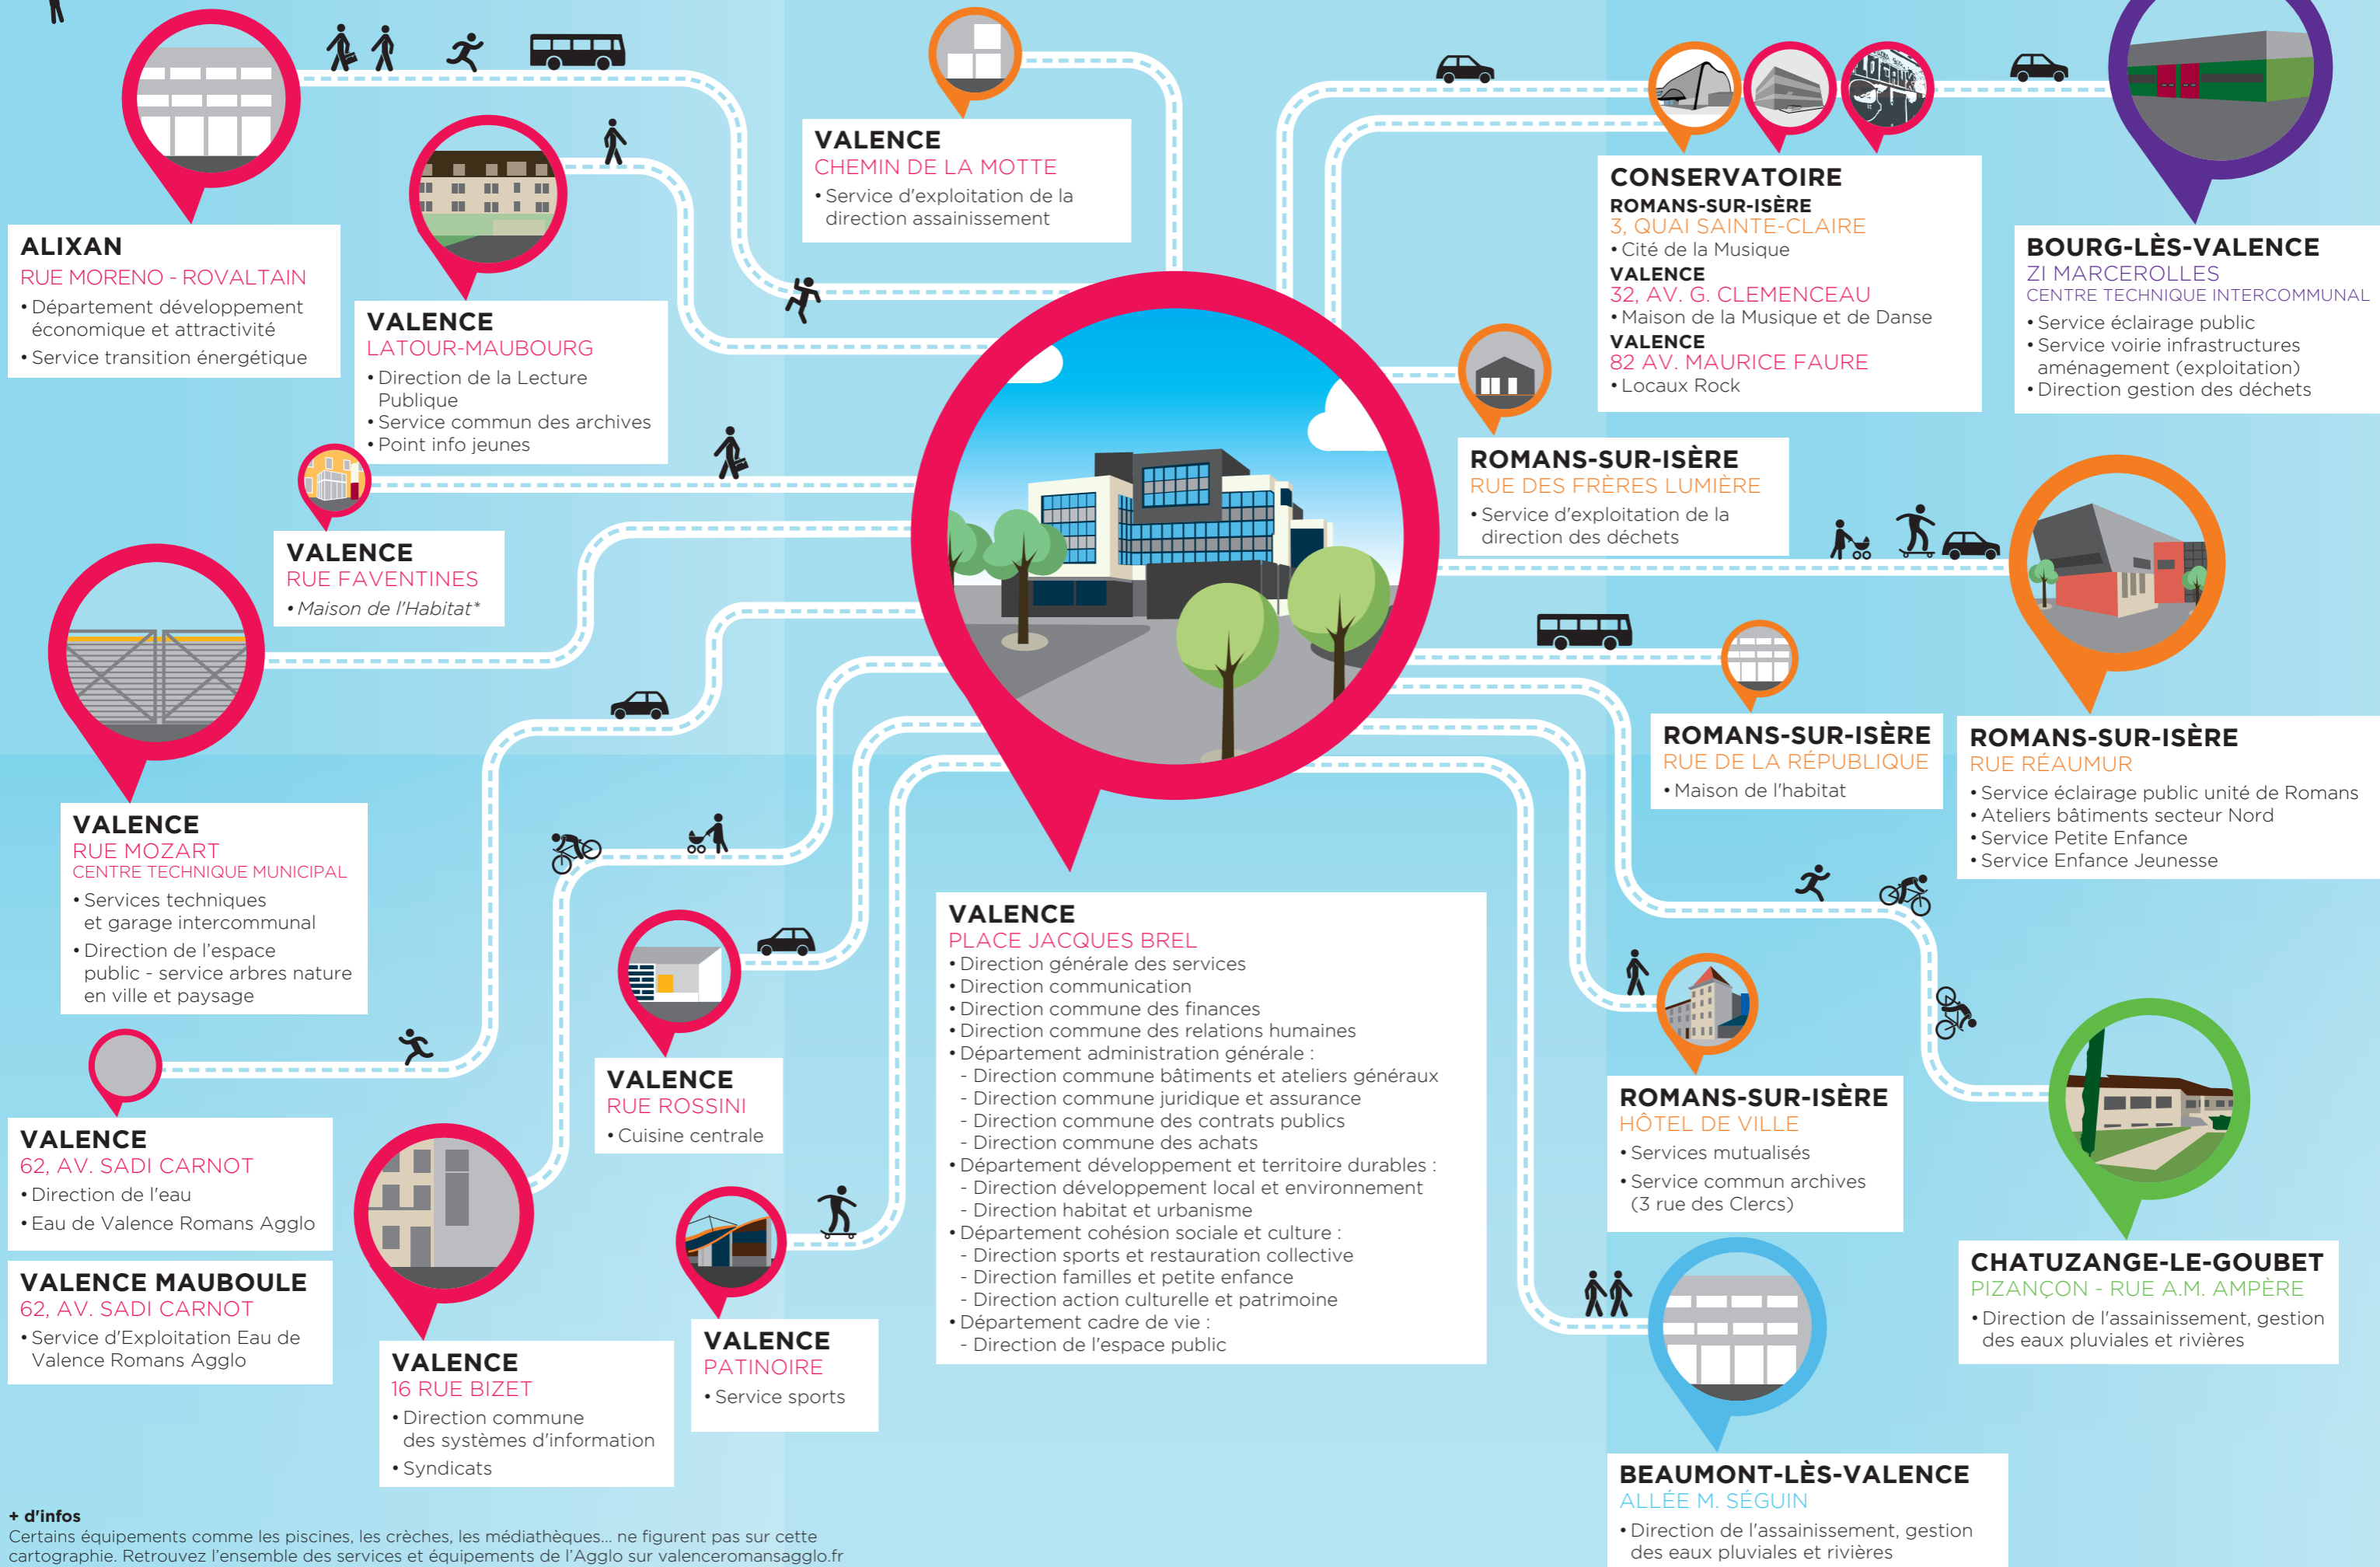 ALIXAN
RUE MORENO - ROVALTAIN
• Département développement
économique et attractivité
• Service transition énergétique
VALENCE
LATOUR-MAUBOURG
• Direction de la Lecture
Publique
• Service commun des archives
• Point info jeunes
VALENCE
CHEMIN DE LA MOTTE
• Service d'exploitation de la
direction assainissement
CONSERVATOIRE
ROMANS-SUR-ISÈRE
3, QUAI SAINTE-CLAIRE
• Cité de la Musique
VALENCE
32, AV. G. CLEMENCEAU
• Maison de la Musique et de Danse
VALENCE
82 AV. MAURICE FAURE
• Locaux Rock
BOURG-LÈS-VALENCE
ZI MARCEROLLES
CENTRE TECHNIQUE INTERCOMMUNAL
• Service éclairage public
• Service voirie infrastructures
aménagement (exploitation)
• Direction gestion des déchets
VALENCE
RUE FAVENTINES
• Maison de l'Habitat*
ROMANS-SUR-ISÈRE
RUE DES FRÈRES LUMIÈRE
• Service d'exploitation de la
direction des déchets
ROMANS-SUR-ISÈRE
RUE DE LA RÉPUBLIQUE
• Maison de l'habitat
ROMANS-SUR-ISÈRE
RUE RÉAUMUR
• Service éclairage public unité de Romans
• Ateliers bâtiments secteur Nord
• Service Petite Enfance
• Service Enfance Jeunesse
VALENCE
RUE MOZART
CENTRE TECHNIQUE MUNICIPAL
• Services techniques
et garage intercommunal
• Direction de l'espace
public - service arbres nature
en ville et paysage
VALENCE
PLACE JACQUES BREL
• Direction générale des services
• Direction communication
• Direction commune des finances
• Direction commune des relations humaines
• Département administration générale :
- Direction commune bâtiments et ateliers généraux
- Direction commune juridique et assurance
- Direction commune des contrats publics
- Direction commune des achats
• Département développement et territoire durables :
- Direction développement local et environnement
- Direction habitat et urbanisme
• Département cohésion sociale et culture :
- Direction sports et restauration collective
- Direction familles et petite enfance
- Direction action culturelle et patrimoine
• Département cadre de vie :
- Direction de l'espace public
VALENCE
RUE ROSSINI
• Cuisine centrale
ROMANS-SUR-ISÈRE
HÔTEL DE VILLE
• Services mutualisés
• Service commun archives
(3 rue des Clercs)
VALENCE
62, AV. SADI CARNOT
• Direction de l'eau
• Eau de Valence Romans Agglo
VALENCE MAUBOULE
62, AV. SADI CARNOT
• Service d'Exploitation Eau de
Valence Romans Agglo
VALENCE
16 RUE BIZET
• Direction commune
des systèmes d'information
• Syndicats
VALENCE
PATINOIRE
• Service sports
CHATUZANGE-LE-GOUBET
PIZANÇON - RUE A.M. AMPÈRE
• Direction de l'assainissement, gestion
des eaux pluviales et rivières
BEAUMONT-LÈS-VALENCE
ALLÉE M. SÉGUIN
• Direction de l'assainissement, gestion
des eaux pluviales et rivières
+ d'infos
Certains équipements comme les piscines, les crèches, les médiathèques... ne figurent pas sur cette
cartographie. Retrouvez l'ensemble des services et équipements de l'Agglo sur valenceromansagglo.fr